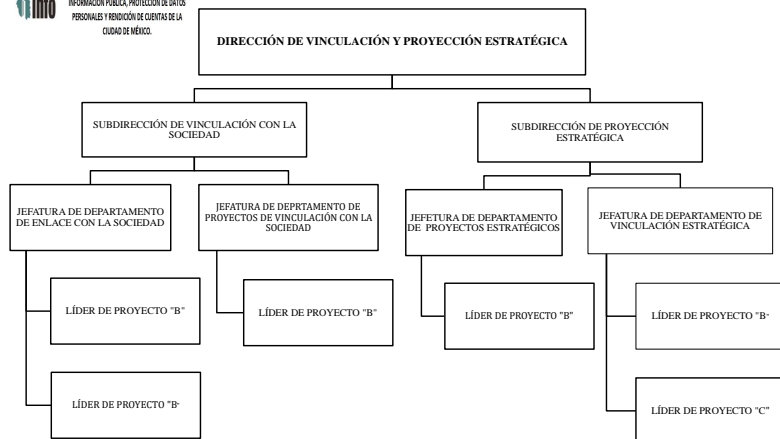 info
INFORMACIÓN PÚBLICA, PROTECCIÓN DE DATOS
PERSONALES Y RENDICIÓN DE CUENTAS DE LA
CIUDAD DE MÉXICO.
DIRECCIÓN DE VINCULACIÓN Y PROYECCIÓN ESTRATÉGICA
SUBDIRECCIÓN DE VINCULACIÓN CON LA
SOCIEDAD
SUBDIRECCIÓN DE PROYECCIÓN
ESTRATÉGICA
JEFATURA DE DEPARTAMENTO
DE ENLACE CON LA SOCIEDAD
JEFATURA DE DEPRTAMENTO DE
PROYECTOS DE VINCULACIÓN CON LA
SOCIEDAD
JEFETURA DE DEPARTAMENTO
DE PROYECTOS ESTRATÉGICOS
JEFATURA DE DEPARTAMENTO DE
VINCULACIÓN ESTRATÉGICA
LÍDER DE PROYECTO "B"
LÍDER DE PROYECTO "B"
LÍDER DE PROYECTO "B"
LÍDER DE PROYECTO "B"
LÍDER DE PROYECTO "B"
LÍDER DE PROYECTO "C"